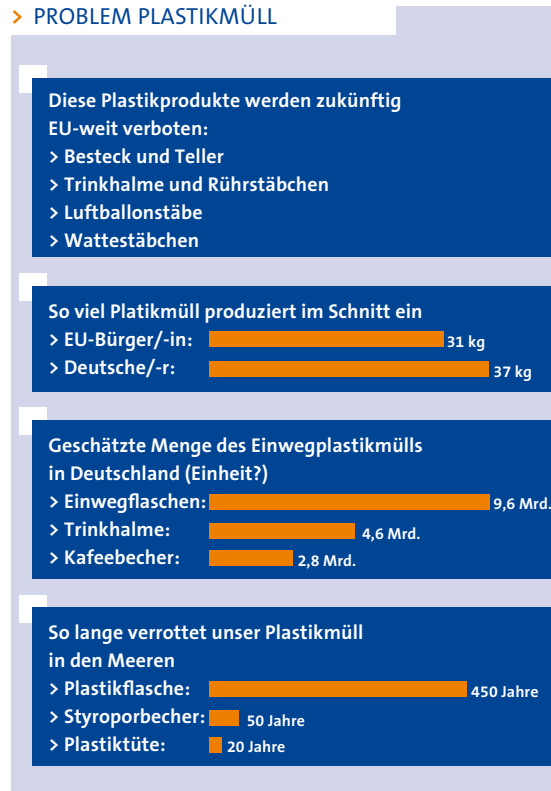 > PROBLEM PLASTIKMÜLL
Diese Plastikprodukte werden zukünftig
EU-weit verboten:
> Besteck und Teller
> Trinkhalme und Rührstäbchen
> Luftballonstäbe
> Wattestäbchen
So viel Platikmüll produziert im Schnitt ein
> EU-Bürger/-in: 31 kg
> Deutsche/-r: 37 kg
Geschätzte Menge des Einwegplastikmülls
in Deutschland (Einheit?)
> Einwegflaschen: 9,6 Mrd.
> Trinkhalme: 4,6 Mrd.
> Kafeebecher: 2,8 Mrd.
So lange verrottet unser Plastikmüll
in den Meeren
> Plastikflasche: 450 Jahre
> Styroporbecher: 50 Jahre
> Plastiktüte: 20 Jahre